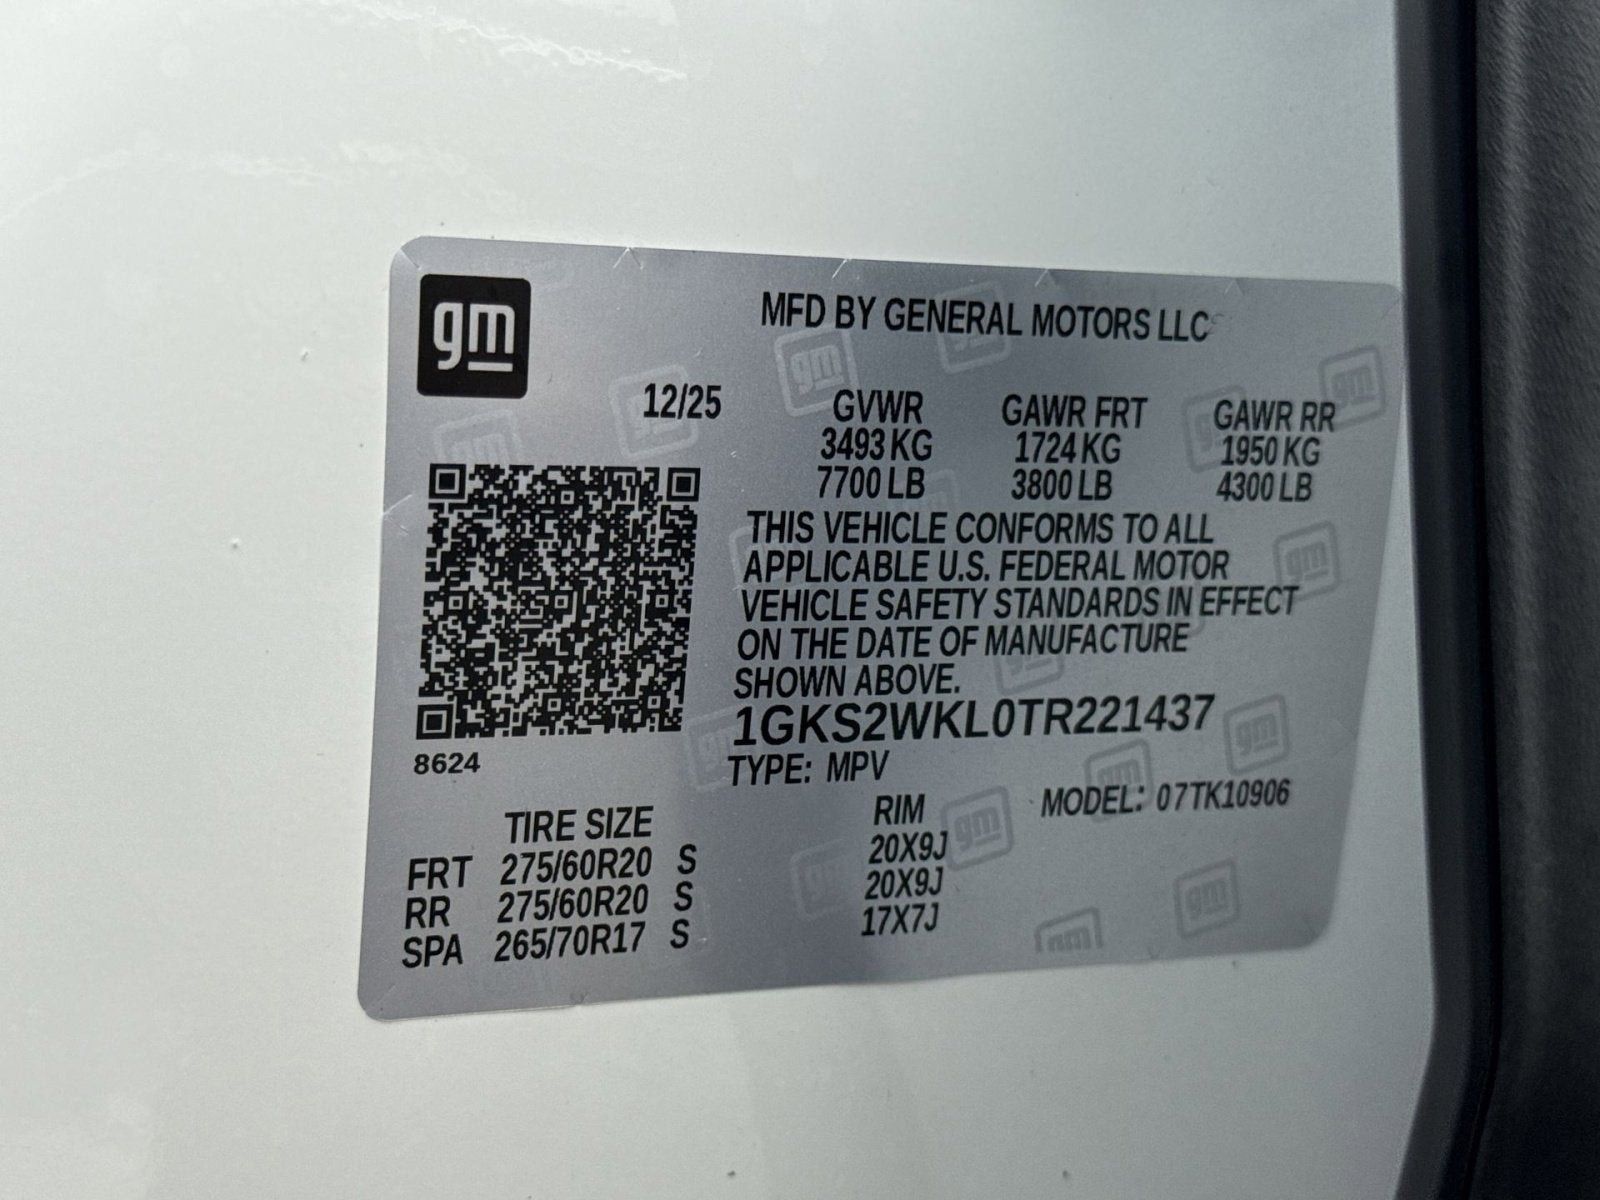 gm
MFD BY GENERAL MOTORS LLC
12/25
GVWR GAWR FRT GAWR RR
3493 KG 1724 KG 1950 KG
7700 LB 3800 LB 4300 LB
THIS VEHICLE CONFORMS TO ALL
APPLICABLE U.S. FEDERAL MOTOR
VEHICLE SAFETY STANDARDS IN EFFECT
ON THE DATE OF MANUFACTURE
SHOWN ABOVE.
1GKS2WKL0TR221437
8624
TYPE: MPV
MODEL: 07TK10906
TIRE SIZE RIM
FRT 275/60R20 S 20X9J
RR 275/60R20 S 20X9J
SPA 265/70R17 S 17X7J